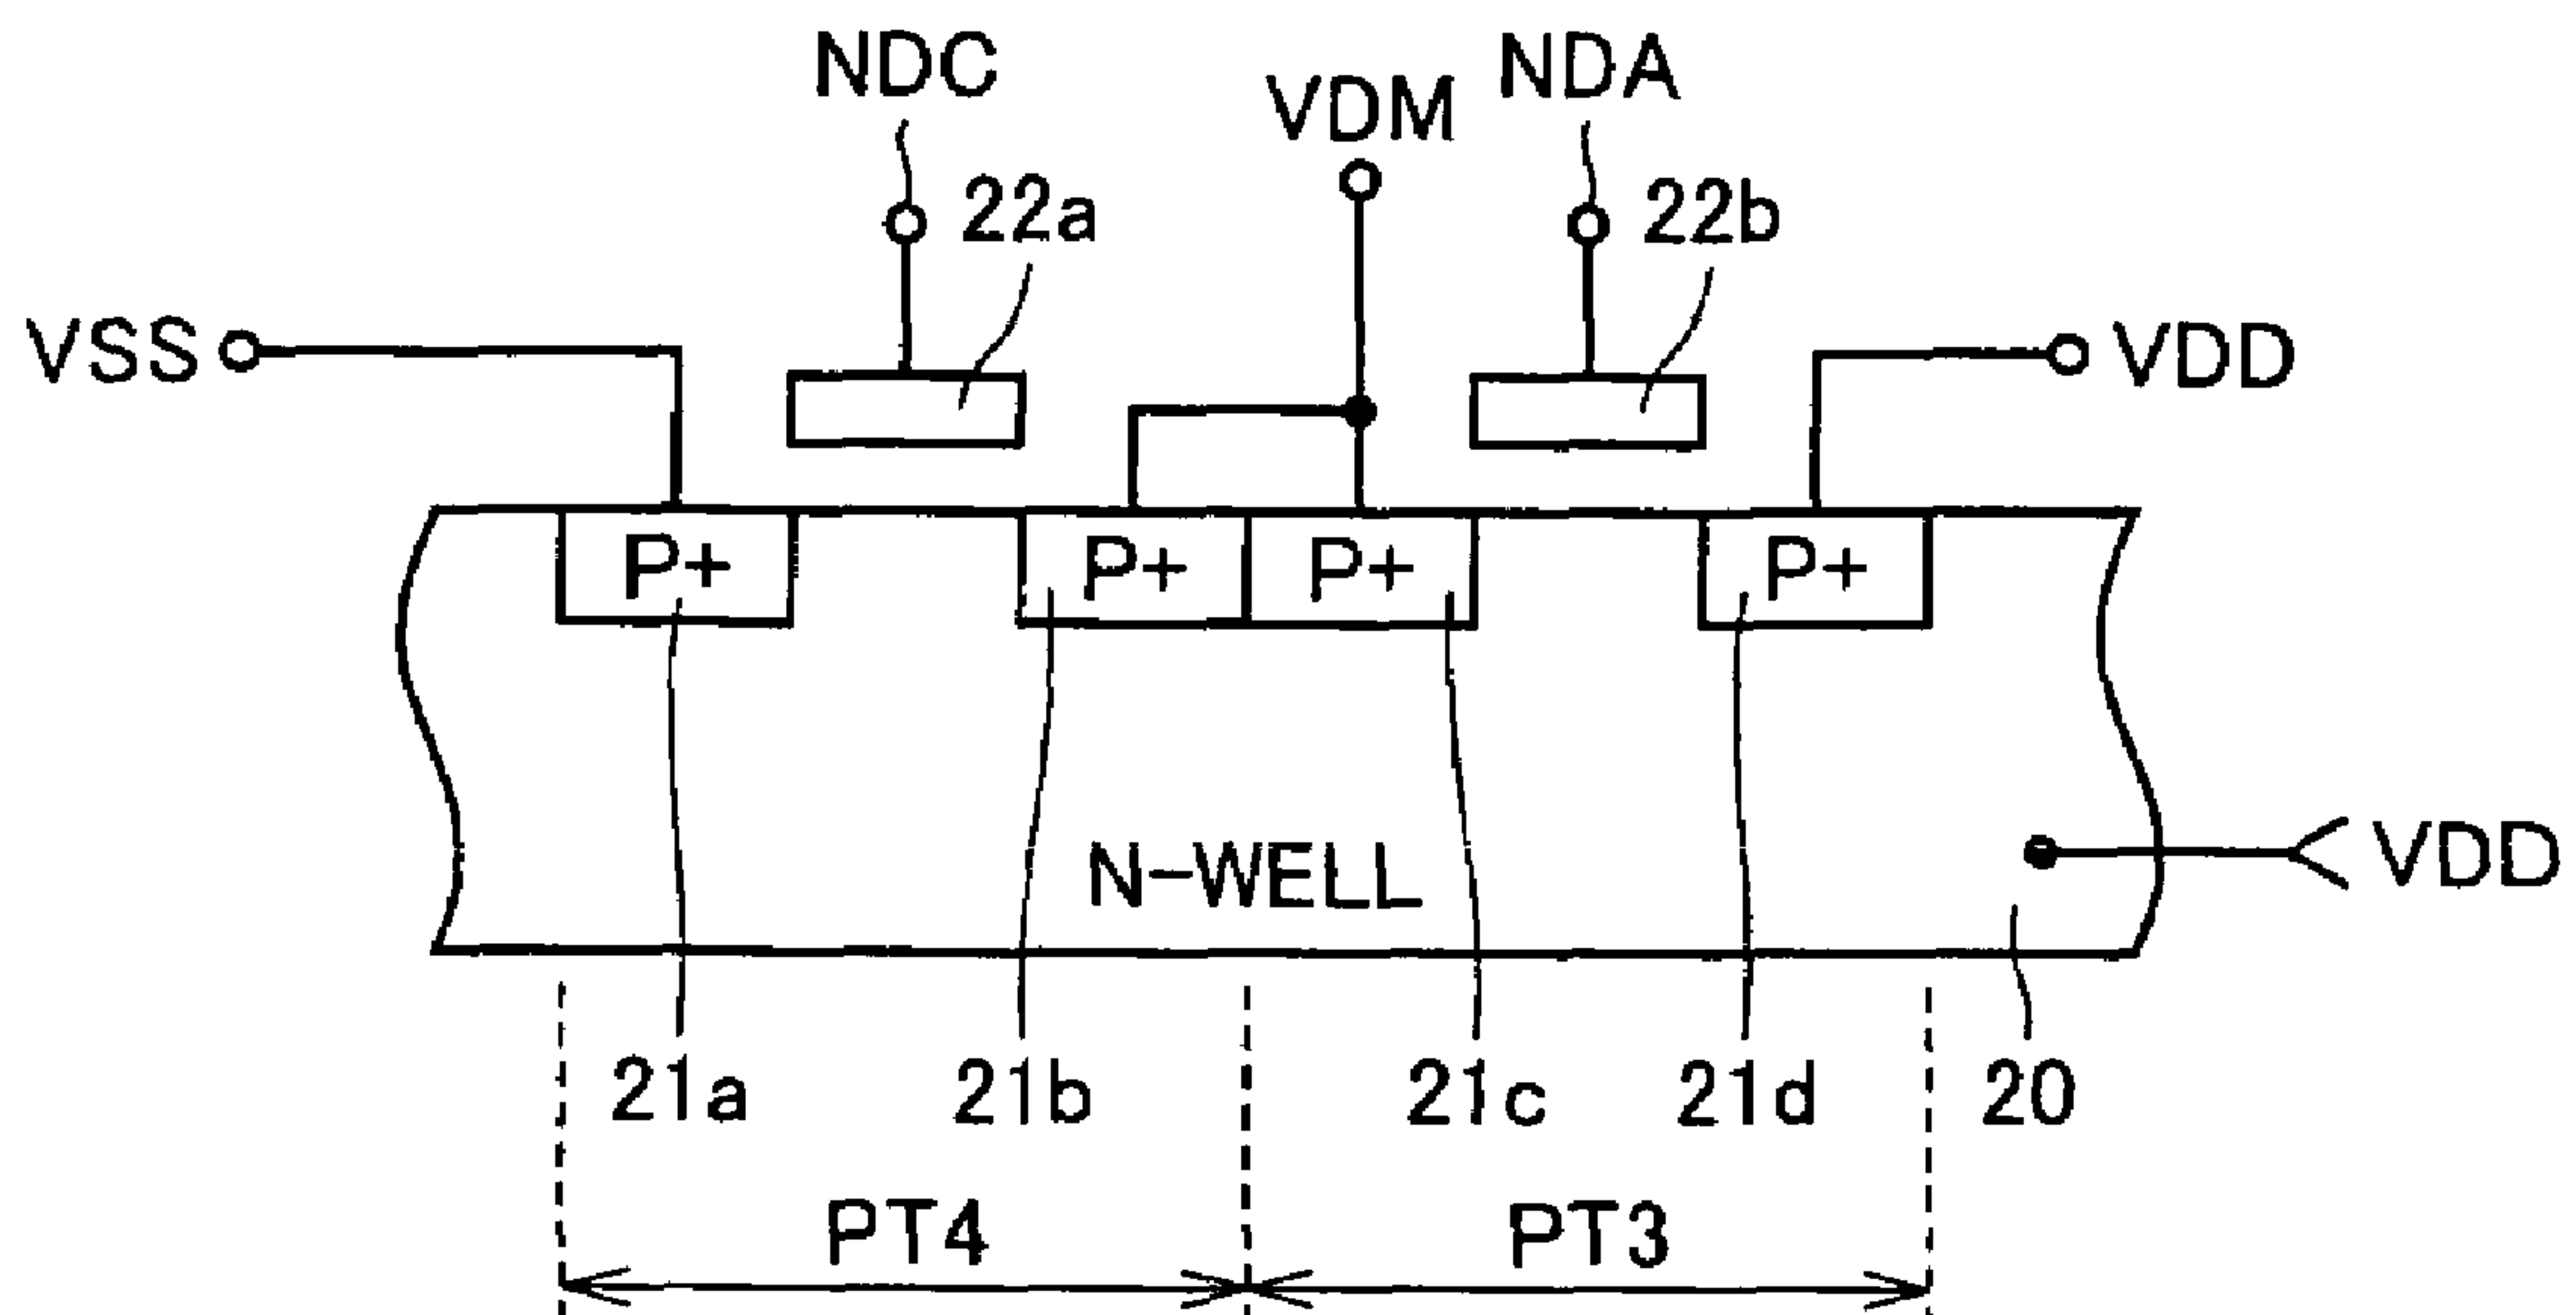 NDC
VDM
NDA
22a
22b
VSS
VDD
P+
P+
P+
P+
N-WELL
VDD
21a
21b
21c
21d
20
PT4
PT3